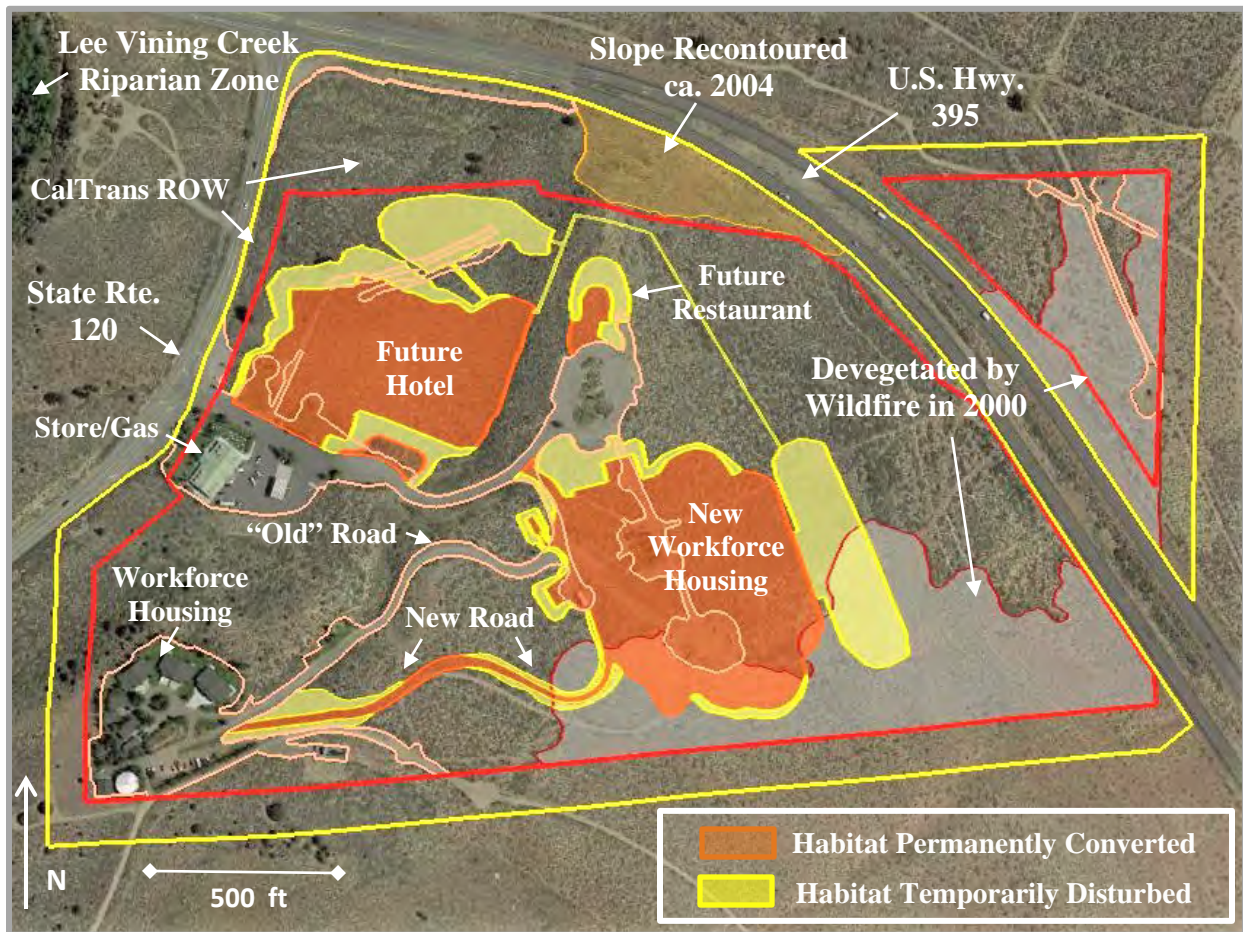 Lee Vining Creek
Riparian Zone
Slope Recontoured
ca. 2004
U.S. Hwy.
395
CalTrans ROW
State Rte.
120
Future
Restaurant
Future
Hotel
Devegetated by
Wildfire in 2000
Store/Gas
New
Workforce
Housing
“Old” Road
Workforce
Housing
New Road
N
500 ft
Habitat Permanently Converted
Habitat Temporarily Disturbed